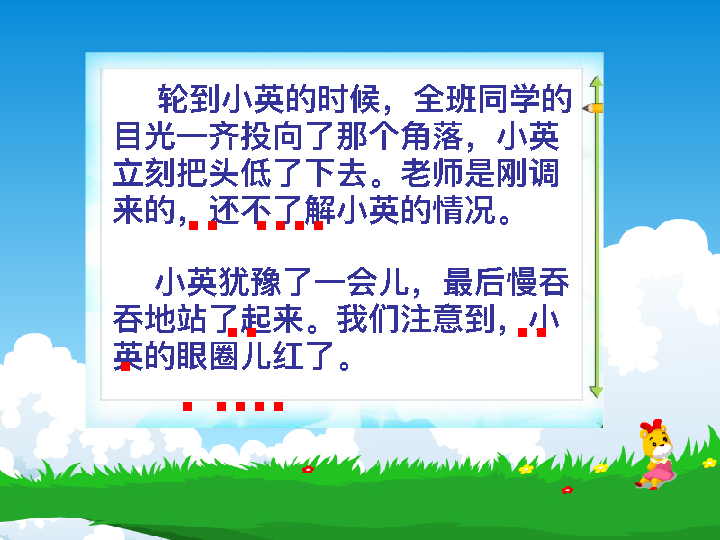 轮到小英的时候，全班同学的
目光一齐投向了那个角落，小英
立刻把头低了下去。老师是刚调
来的，还不了解小英的情况。
小英犹豫了一会儿，最后慢吞
吞地站了起来。我们注意到，小
英的眼圈儿红了。